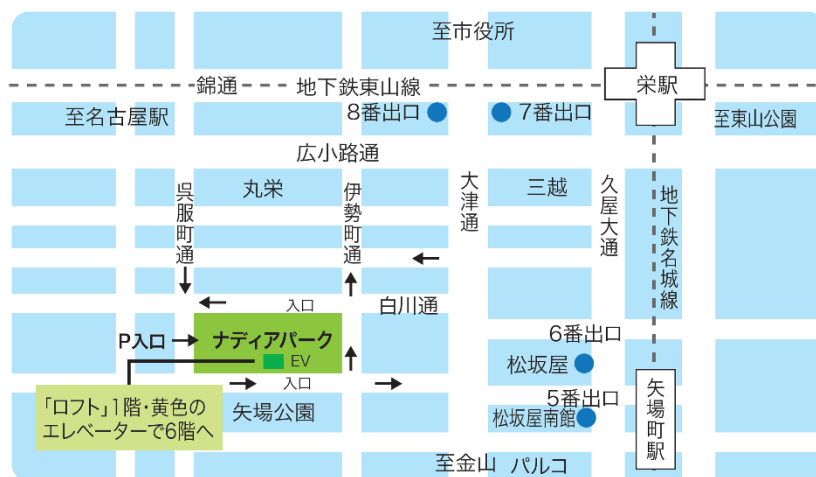 至市役所
錦通
地下鉄東山線
栄駅
至名古屋駅
8番出口
7番出口
至東山公園
広小路通
呉服町通
丸栄
伊勢町通
大津通
三越
久屋大通
地下鉄名城線
入口
白川通
P入口
ナディアパーク
EV
入口
6番出口
松坂屋
「ロフト」1階・黄色の
エレベーターで6階へ
矢場公園
5番出口
松坂屋南館
矢場町駅
至金山
パルコ